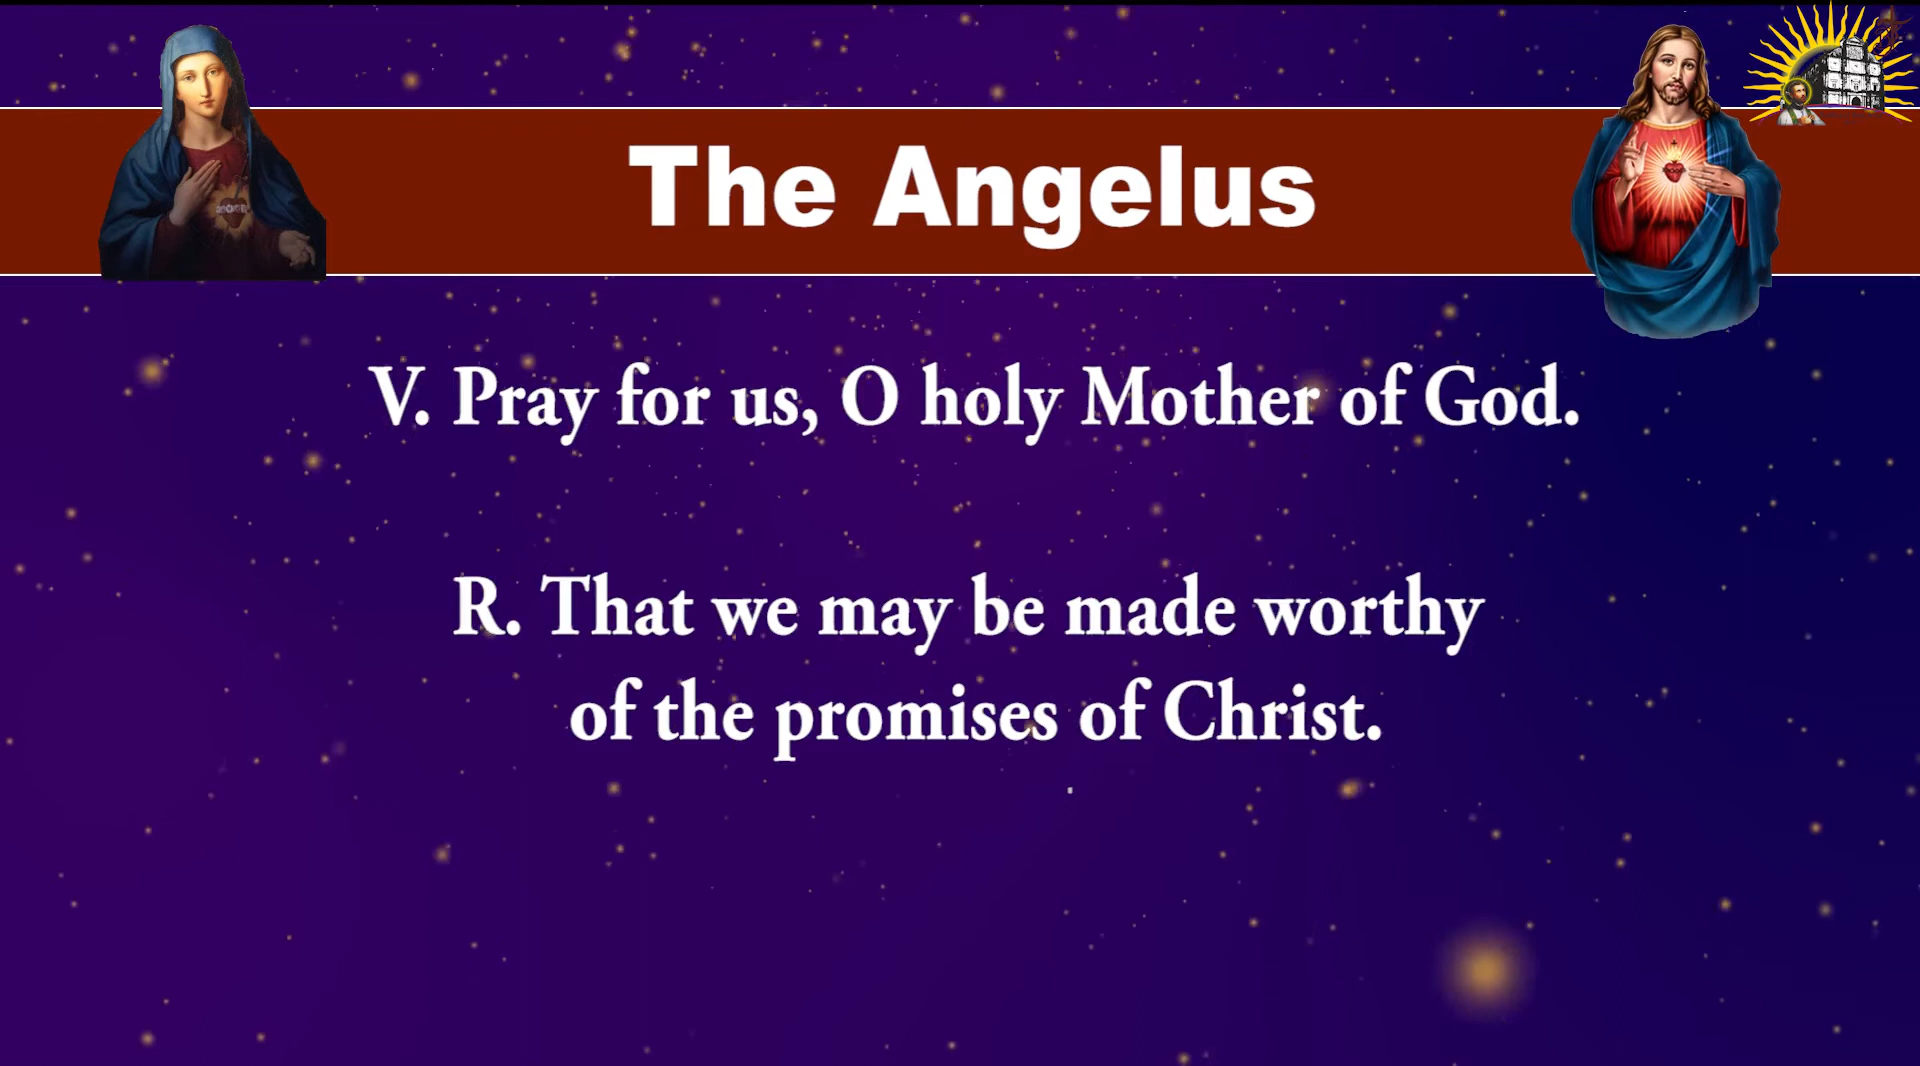 The Angelus
V. Pray for us, O holy Mother of God.
R. That we may be made worthy
of the promises of Christ.